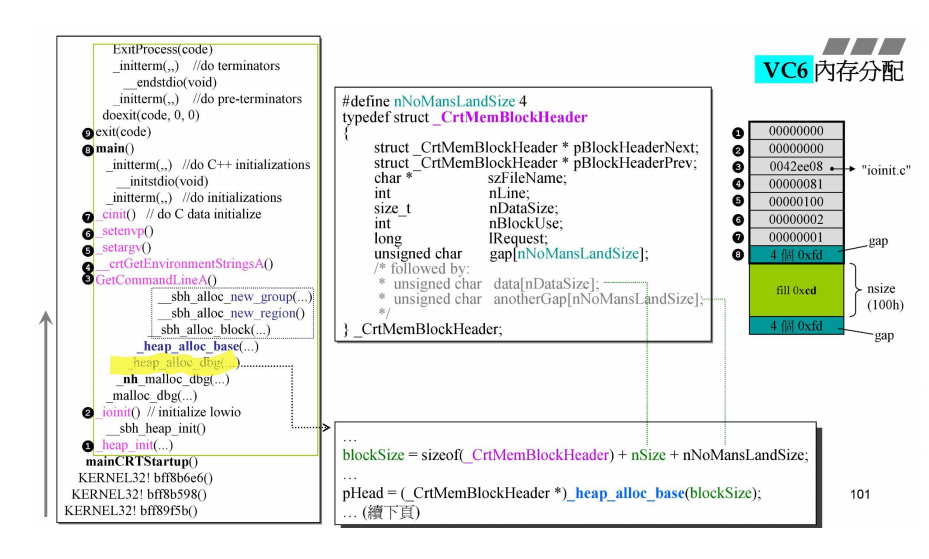 ExitProcess(code)
_initterm(,,) //do terminators
__endstdio(void)
_initterm(,,) //do pre-terminators
doexit(code, 0, 0)
❾ exit(code)
❽ main()
_initterm(,,) //do C++ initializations
__initstdio(void)
_initterm(,,) //do initializations
❼ _cinit() // do C data initialize
❻ _setenvp()
❺ _setargv()
❹ __crtGetEnvironmentStringsA()
❸ GetCommandLineA()
__sbh_alloc_new_group(...)
__sbh_alloc_new_region()
__sbh_alloc_block(...)
_heap_alloc_base(...)
_heap_alloc_dbg(...)
_nh_malloc_dbg(...)
_malloc_dbg(...)
❷ _ioinit() // initialize lowio
__sbh_heap_init()
❶ _heap_init(...)
mainCRTStartup()
KERNEL32! bff8b6e6()
KERNEL32! bff8b598()
KERNEL32! bff89f5b()
#define nNoMansLandSize 4
typedef struct _CrtMemBlockHeader
{
struct _CrtMemBlockHeader * pBlockHeaderNext;
struct _CrtMemBlockHeader * pBlockHeaderPrev;
char * szFileName;
int nLine;
size_t nDataSize;
int nBlockUse;
long lRequest;
unsigned char gap[nNoMansLandSize];
/* followed by:
* unsigned char data[nDataSize];
* unsigned char anotherGap[nNoMansLandSize];
*/
} _CrtMemBlockHeader;
...
blockSize = sizeof(_CrtMemBlockHeader) + nSize + nNoMansLandSize;
...
pHead = (_CrtMemBlockHeader *)_heap_alloc_base(blockSize);
... (續下頁)
VC6 內存分配
❶ 00000000
❷ 00000000
❸ 0042ee08 "ioinit.c"
❹ 00000081
❺ 00000100
❻ 00000002
❼ 00000001
❽ 4 個 0xfd
gap
fill 0xcd
nsize
(100h)
4 個 0xfd
gap
101